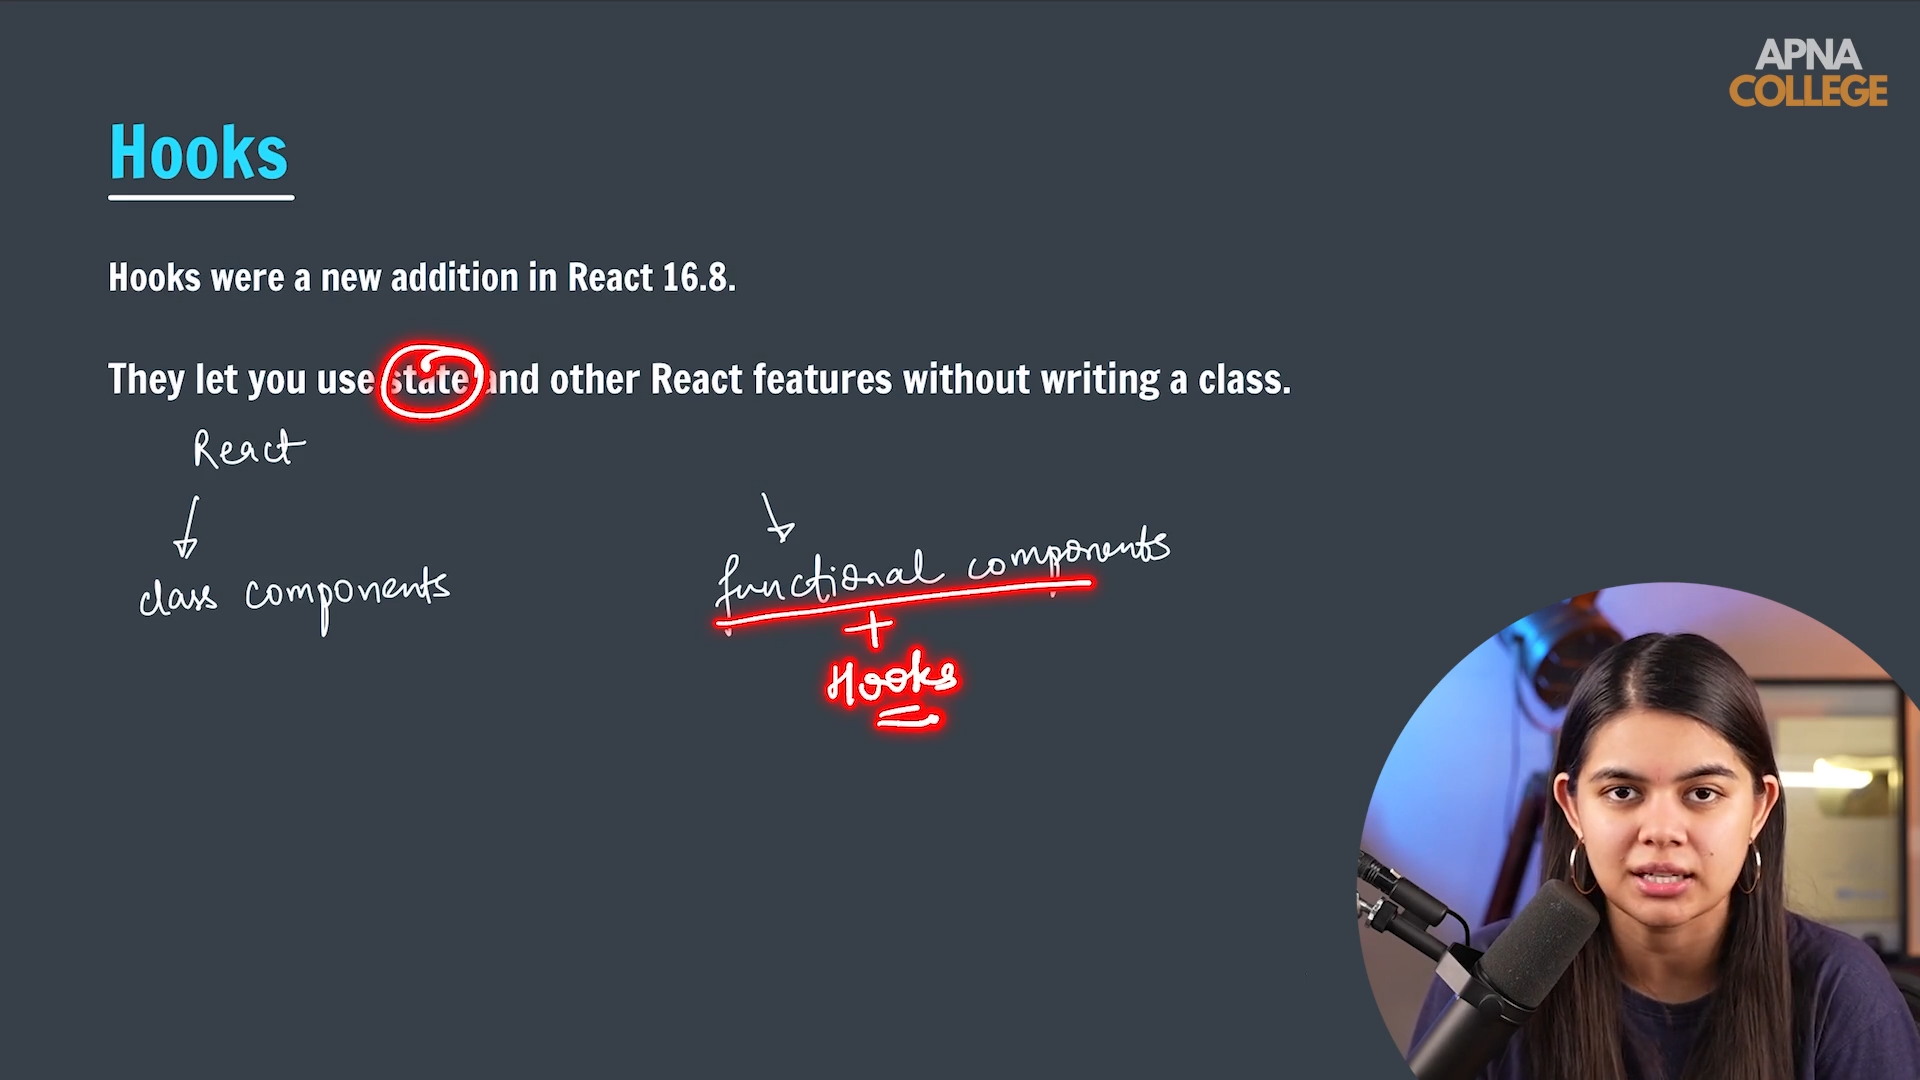 APNA
COLLEGE
Hooks
Hooks were a new addition in React 16.8.
They let you use state and other React features without writing a class.
React
class components
functional components
+
Hooks